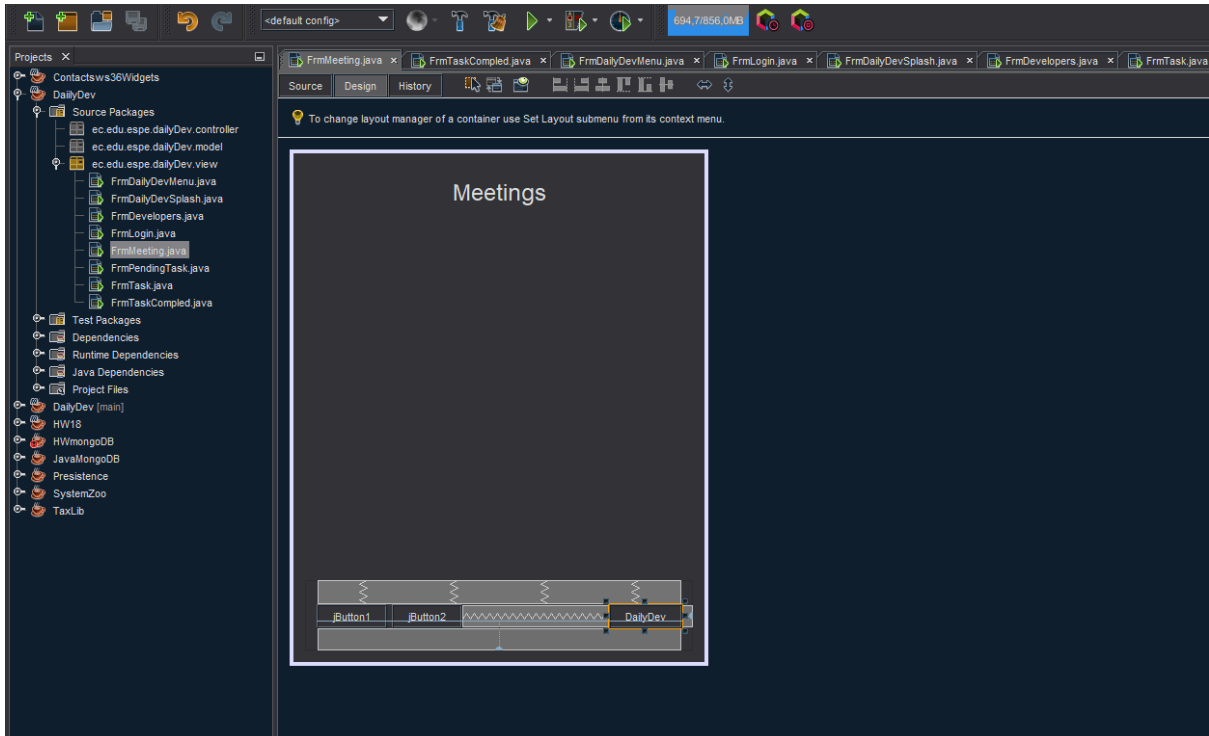 <default config>
694,7/856,0MB
Projects
Contactsws36Widgets
DailyDev
Source Packages
ec.edu.espe.dailyDev.controller
ec.edu.espe.dailyDev.model
ec.edu.espe.dailyDev.view
FrmDailyDevMenu.java
FrmDailyDevSplash.java
FrmDevelopers.java
FrmLogin.java
FrmMeeting.java
FrmPendingTask.java
FrmTask.java
FrmTaskCompled.java
Test Packages
Dependencies
Runtime Dependencies
Java Dependencies
Project Files
DailyDev [main]
HW18
HWmongoDB
JavaMongoDB
Presistence
SystemZoo
TaxLib
FrmMeeting.java FrmTaskCompled.java FrmDailyDevMenu.java FrmLogin.java FrmDailyDevSplash.java FrmDevelopers.java FrmTask.java
Source Design History
To change layout manager of a container use Set Layout submenu from its context menu.
Meetings
jButton1 jButton2 DailyDev